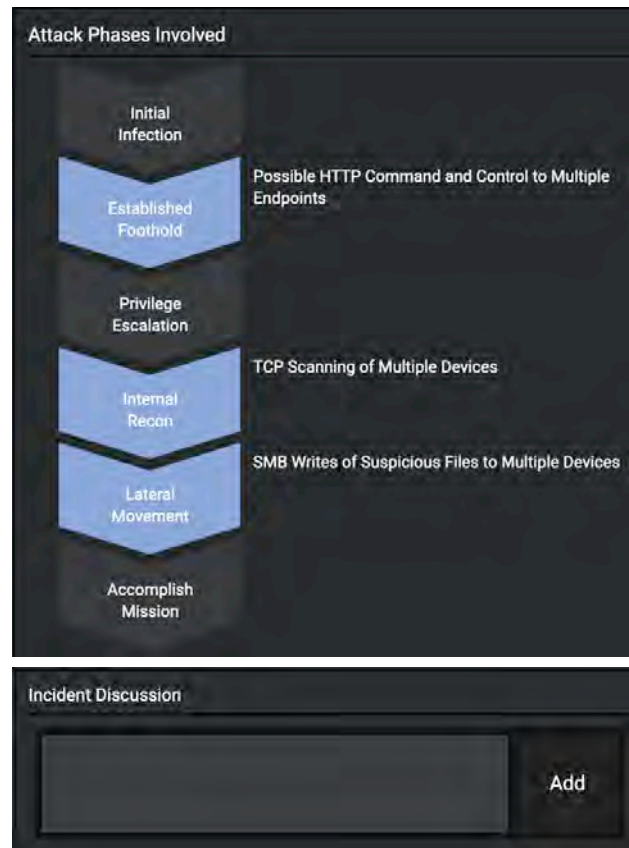 Attack Phases Involved
Initial
Infection
Possible HTTP Command and Control to Multiple
Endpoints
Established
Foothold
Privilege
Escalation
TCP Scanning of Multiple Devices
Internal
Recon
SMB Writes of Suspicious Files to Multiple Devices
Lateral
Movement
Accomplish
Mission
Incident Discussion
Add